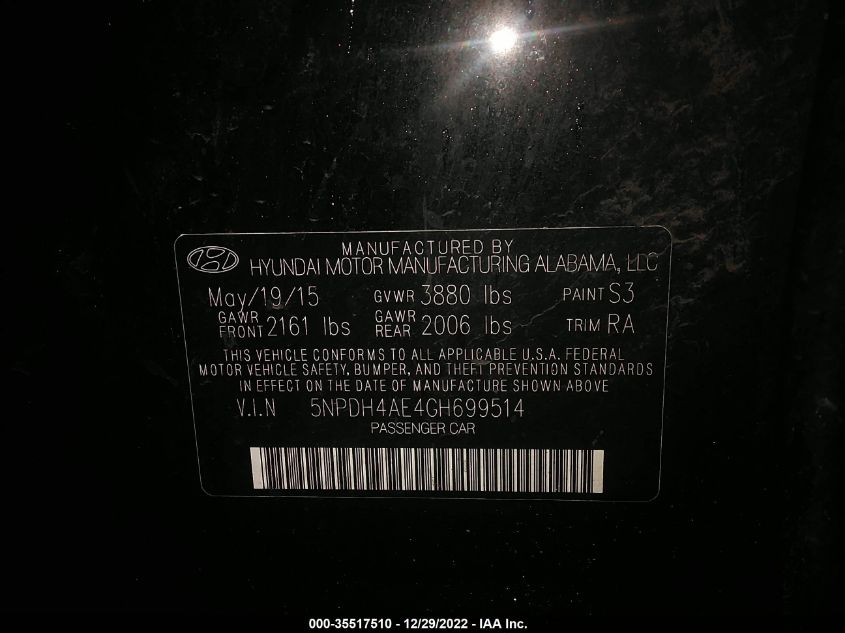 MANUFACTURED BY
HYUNDAI MOTOR MANUFACTURING ALABAMA, LLC
May/19/15 GVWR 3880 lbs PAINT S3
GAWR FRONT 2161 lbs GAWR REAR 2006 lbs TRIM RA
THIS VEHICLE CONFORMS TO ALL APPLICABLE U.S.A. FEDERAL
MOTOR VEHICLE SAFETY, BUMPER, AND THEFT PREVENTION STANDARDS
IN EFFECT ON THE DATE OF MANUFACTURE SHOWN ABOVE
V.I.N 5NPDH4AE4GH699514
PASSENGER CAR
000-35517510 - 12/29/2022 - IAA Inc.